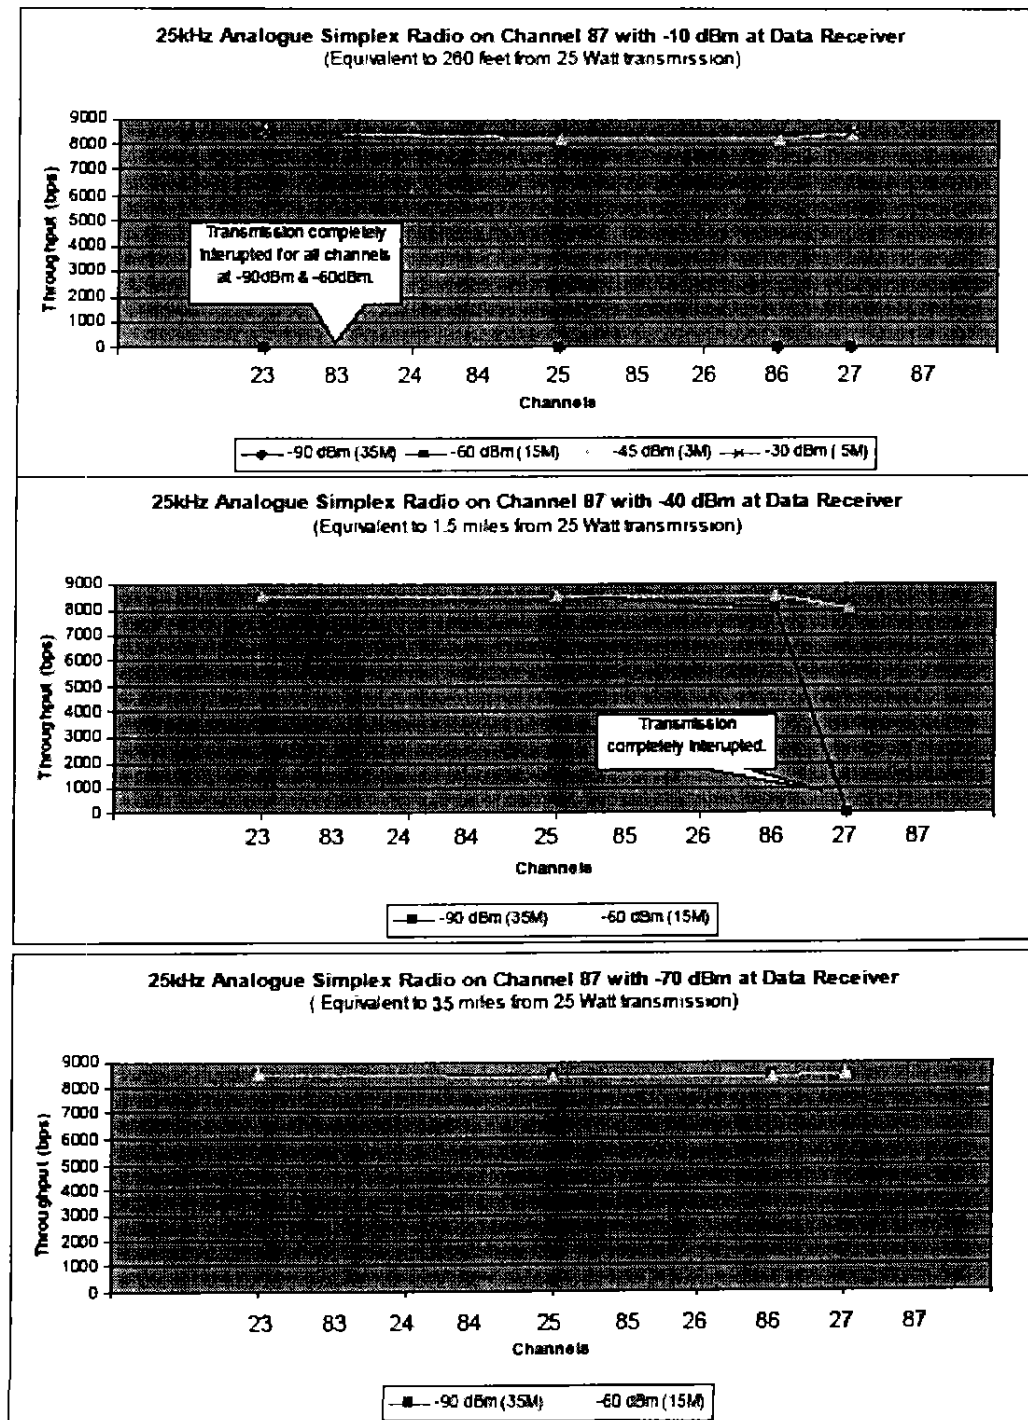 25kHz Analogue Simplex Radio on Channel 87 with -10 dBm at Data Receiver
(Equivalent to 260 feet from 25 Watt transmission)
9000
8000
7000
6000
5000
4000
3000
2000
1000
0
Throughput (bps)
Transmission completely
Interupted for all channels
at -90dBm & -60dBm.
23 83 24 84 25 85 26 86 27 87
Channels
-90 dBm (35M) -60 dBm (15M) -45 dBm (3M) -30 dBm ( 5M)
25kHz Analogue Simplex Radio on Channel 87 with -40 dBm at Data Receiver
(Equivalent to 1.5 miles from 25 Watt transmission)
9000
8000
7000
6000
5000
4000
3000
2000
1000
0
Throughput (bps)
Transmission
completely Interupted.
23 83 24 84 25 85 26 86 27 87
Channels
-90 dBm (35M) -60 dBm (15M)
25kHz Analogue Simplex Radio on Channel 87 with -70 dBm at Data Receiver
( Equivalent to 35 miles from 25 Watt transmission)
9000
8000
7000
6000
5000
4000
3000
2000
1000
0
Throughput (bps)
23 83 24 84 25 85 26 86 27 87
Channels
-90 dBm (35M) -60 dBm (15M)